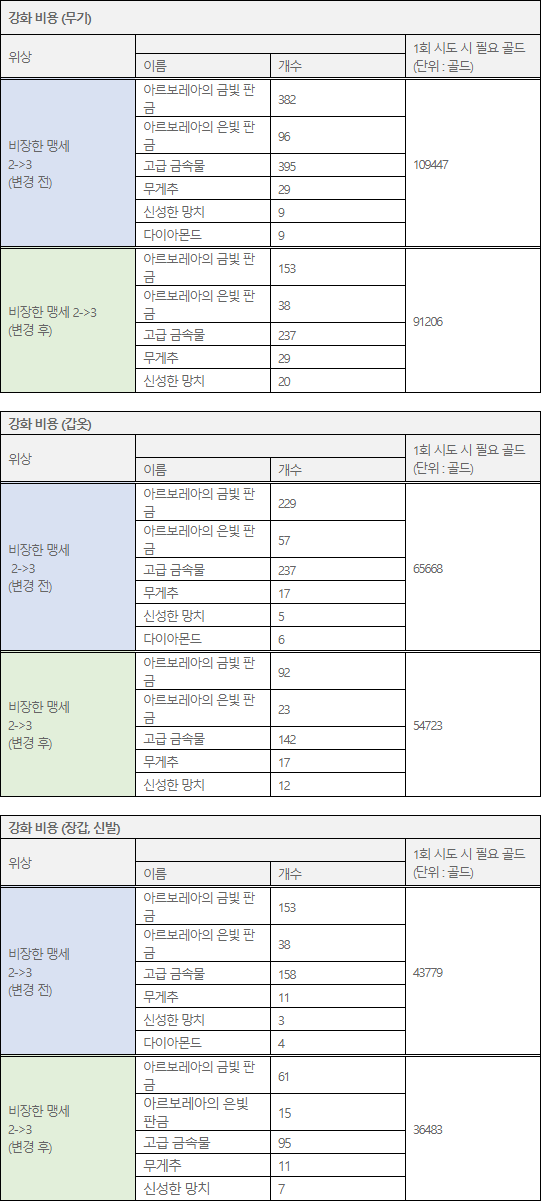 강화 비용 (무기)
위상
1회 시도 시 필요 골드
(단위 : 골드)
이름
개수
비장한 맹세
2->3
(변경 전)
아르보레아의 금빛 판
금
382
아르보레아의 은빛 판
금
96
고급 금속물
395
무게추
29
신성한 망치
9
다이아몬드
9
109447
비장한 맹세 2->3
(변경 후)
아르보레아의 금빛 판
금
153
아르보레아의 은빛 판
금
38
고급 금속물
237
무게추
29
신성한 망치
20
91206
강화 비용 (갑옷)
위상
1회 시도 시 필요 골드
(단위 : 골드)
이름
개수
비장한 맹세
2->3
(변경 전)
아르보레아의 금빛 판
금
229
아르보레아의 은빛 판
금
57
고급 금속물
237
무게추
17
신성한 망치
5
다이아몬드
6
65668
비장한 맹세
2->3
(변경 후)
아르보레아의 금빛 판
금
92
아르보레아의 은빛 판
금
23
고급 금속물
142
무게추
17
신성한 망치
12
54723
강화 비용 (장갑, 신발)
위상
1회 시도 시 필요 골드
(단위 : 골드)
이름
개수
비장한 맹세
2->3
(변경 전)
아르보레아의 금빛 판
금
153
아르보레아의 은빛 판
금
38
고급 금속물
158
무게추
11
신성한 망치
3
다이아몬드
4
43779
비장한 맹세
2->3
(변경 후)
아르보레아의 금빛 판
금
61
아르보레아의 은빛
판금
15
고급 금속물
95
무게추
11
신성한 망치
7
36483